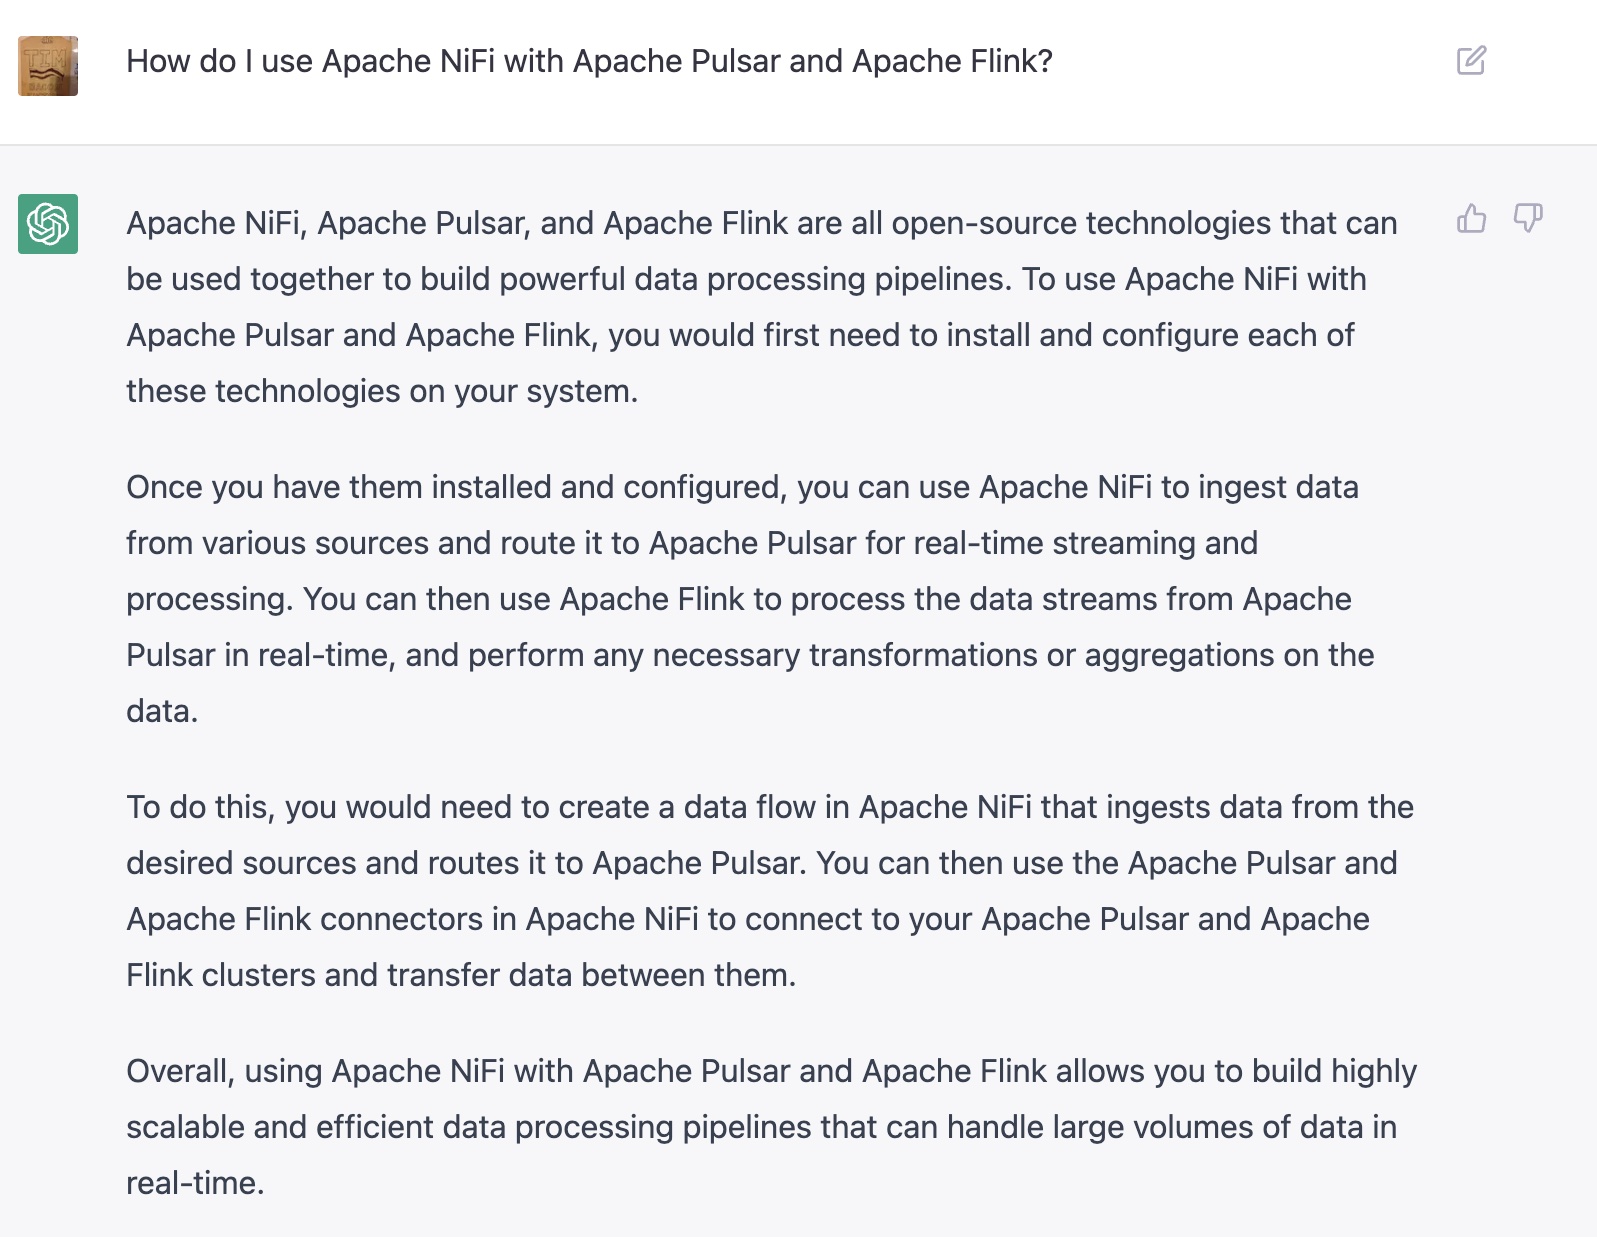 TIM
How do I use Apache NiFi with Apache Pulsar and Apache Flink?
Apache NiFi, Apache Pulsar, and Apache Flink are all open-source technologies that can
be used together to build powerful data processing pipelines. To use Apache NiFi with
Apache Pulsar and Apache Flink, you would first need to install and configure each of
these technologies on your system.
Once you have them installed and configured, you can use Apache NiFi to ingest data
from various sources and route it to Apache Pulsar for real-time streaming and
processing. You can then use Apache Flink to process the data streams from Apache
Pulsar in real-time, and perform any necessary transformations or aggregations on the
data.
To do this, you would need to create a data flow in Apache NiFi that ingests data from the
desired sources and routes it to Apache Pulsar. You can then use the Apache Pulsar and
Apache Flink connectors in Apache NiFi to connect to your Apache Pulsar and Apache
Flink clusters and transfer data between them.
Overall, using Apache NiFi with Apache Pulsar and Apache Flink allows you to build highly
scalable and efficient data processing pipelines that can handle large volumes of data in
real-time.